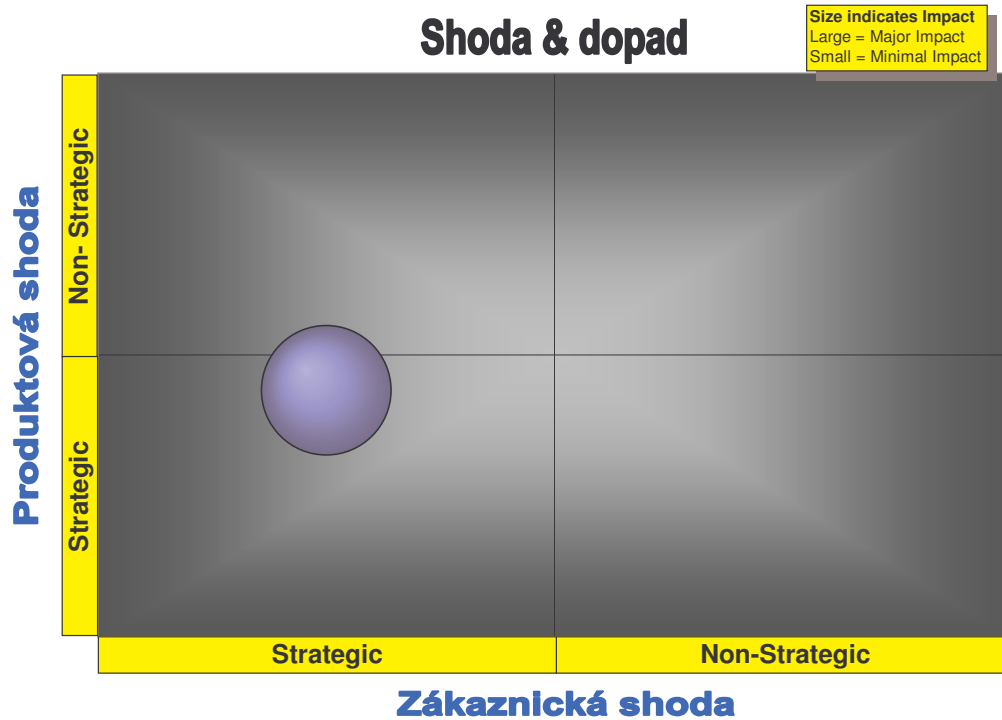 Shoda & dopad
Size indicates Impact
Large = Major Impact
Small = Minimal Impact
Produktová shoda
Non- Strategic
Strategic
Strategic
Non-Strategic
Zákaznická shoda